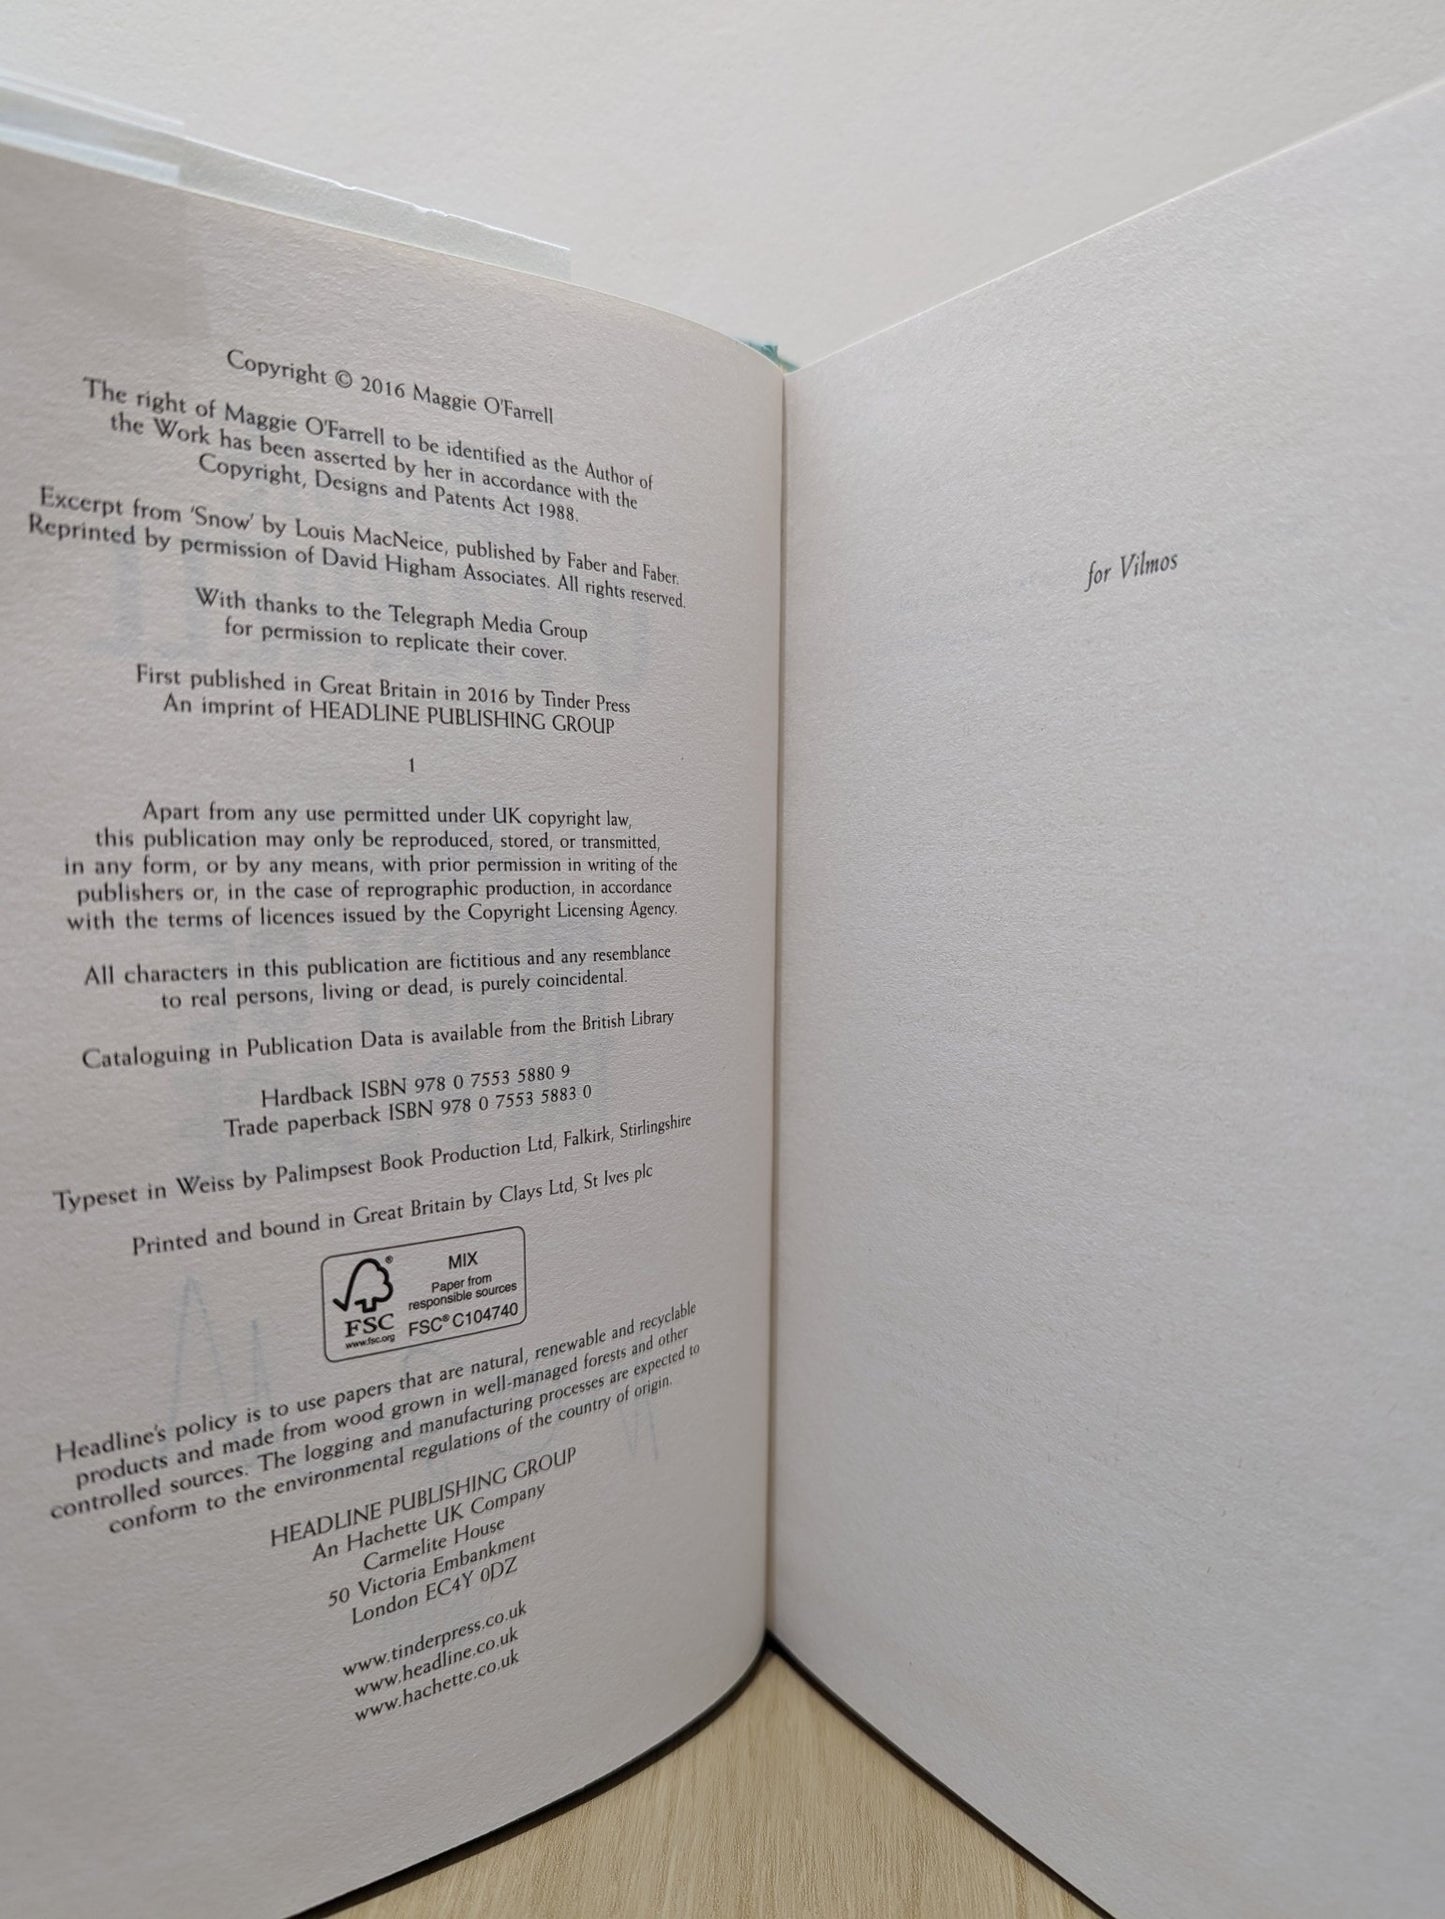 Copyright © 2016 Maggie O'Farrell
The right of Maggie O'Farrell to be identified as the Author of
the Work has been asserted by her in accordance with the
Copyright, Designs and Patents Act 1988.
Excerpt from 'Snow' by Louis MacNeice, published by Faber and Faber.
Reprinted by permission of David Higham Associates. All rights reserved.
With thanks to the Telegraph Media Group
for permission to replicate their cover.
First published in Great Britain in 2016 by Tinder Press
An imprint of HEADLINE PUBLISHING GROUP
1
Apart from any use permitted under UK copyright law,
this publication may only be reproduced, stored, or transmitted,
in any form, or by any means, with prior permission in writing of the
publishers or, in the case of reprographic production, in accordance
with the terms of licences issued by the Copyright Licensing Agency.
All characters in this publication are fictitious and any resemblance
to real persons, living or dead, is purely coincidental.
Cataloguing in Publication Data is available from the British Library
Hardback ISBN 978 0 7553 5880 9
Trade paperback ISBN 978 0 7553 5883 0
Typeset in Weiss by Palimpsest Book Production Ltd, Falkirk, Stirlingshire
Printed and bound in Great Britain by Clays Ltd, St Ives plc
MIX
Paper from
responsible sources
FSC® C104740
FSC
www.fsc.org
Headline's policy is to use papers that are natural, renewable and recyclable
products and made from wood grown in well-managed forests and other
controlled sources. The logging and manufacturing processes are expected to
conform to the environmental regulations of the country of origin.
HEADLINE PUBLISHING GROUP
An Hachette UK Company
Carmelite House
50 Victoria Embankment
London EC4Y 0DZ
www.tinderpress.co.uk
www.headline.co.uk
www.hachette.co.uk
for Vilmos